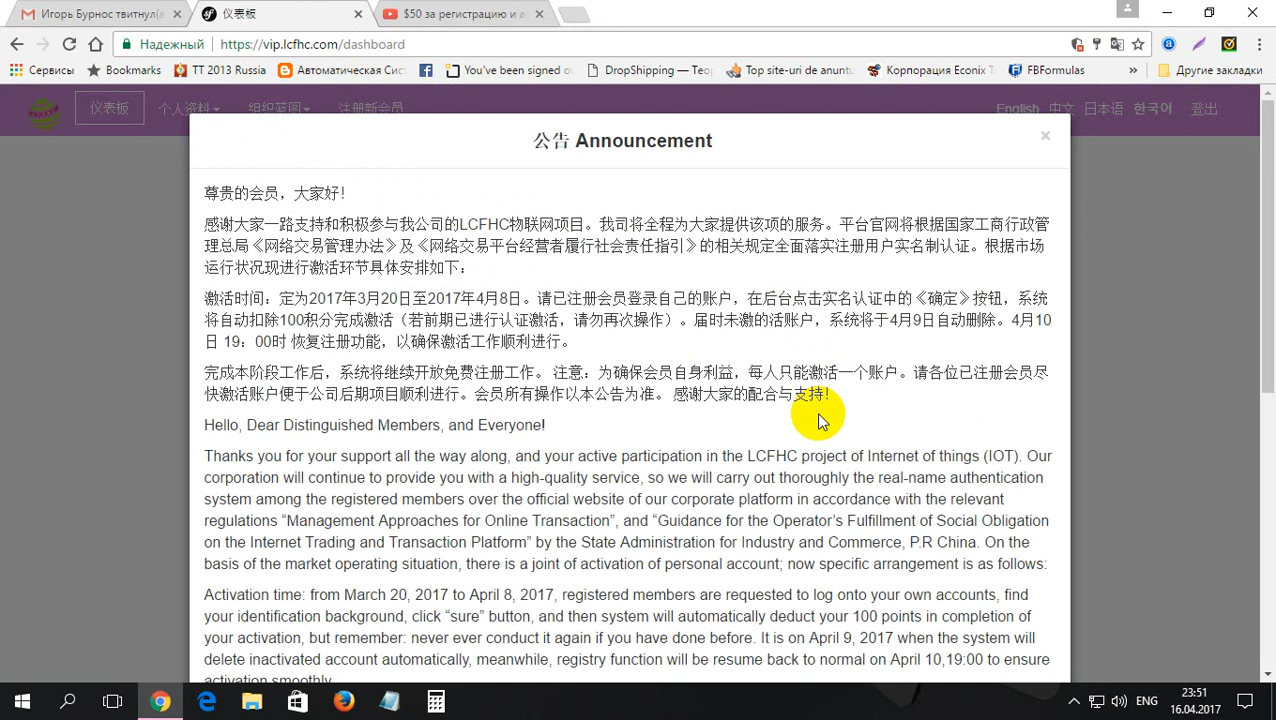 Игорь Бурнос твитнул(а
仪表板
$50 за регистрацию и а
Надежный
https://vip.lcfhc.com/dashboard
Сервисы
Bookmarks
TT 2013 Russia
Автоматическая Сис
You've been signed o
DropShipping — Теор
Top site-uri de anuntu
Корпорация Econix Te
FBFormulas
Другие закладки
仪表板
个人资料
组织蓝图
注册新会员
English
中文
日本语
한국어
登出
公告 Announcement
尊贵的会员，大家好！
感谢大家一路支持和积极参与我公司的LCFHC物联网项目。我司将全程为大家提供该项的服务。平台官网将根据国家工商行政管
理总局《网络交易管理办法》及《网络交易平台经营者履行社会责任指引》的相关规定全面落实注册用户实名制认证。根据市场
运行状况现进行激活环节具体安排如下：
激活时间：定为2017年3月20日至2017年4月8日。请已注册会员登录自己的账户，在后台点击实名认证中的《确定》按钮，系统
将自动扣除100积分完成激活（若前期已进行认证激活，请勿再次操作）。届时未激的活账户，系统将于4月9日自动删除。4月10
日 19：00时 恢复注册功能，以确保激活工作顺利进行。
完成本阶段工作后，系统将继续开放免费注册工作。 注意：为确保会员自身利益，每人只能激活一个账户。请各位已注册会员尽
快激活账户便于公司后期项目顺利进行。会员所有操作以本公告为准。 感谢大家的配合与支持！
Hello, Dear Distinguished Members, and Everyone!
Thanks you for your support all the way along, and your active participation in the LCFHC project of Internet of things (IOT). Our
corporation will continue to provide you with a high-quality service, so we will carry out thoroughly the real-name authentication
system among the registered members over the official website of our corporate platform in accordance with the relevant
regulations “Management Approaches for Online Transaction”, and “Guidance for the Operator’s Fulfillment of Social Obligation
on the Internet Trading and Transaction Platform” by the State Administration for Industry and Commerce, P.R China. On the
basis of the market operating situation, there is a joint of activation of personal account; now specific arrangement is as follows:
Activation time: from March 20, 2017 to April 8, 2017, registered members are requested to log onto your own accounts, find
your identification background, click “sure” button, and then system will automatically deduct your 100 points in completion of
your activation, but remember: never ever conduct it again if you have done before. It is on April 9, 2017 when the system will
delete inactivated account automatically, meanwhile, registry function will be resume back to normal on April 10,19:00 to ensure
activation smoothly.
ENG
23:51
16.04.2017